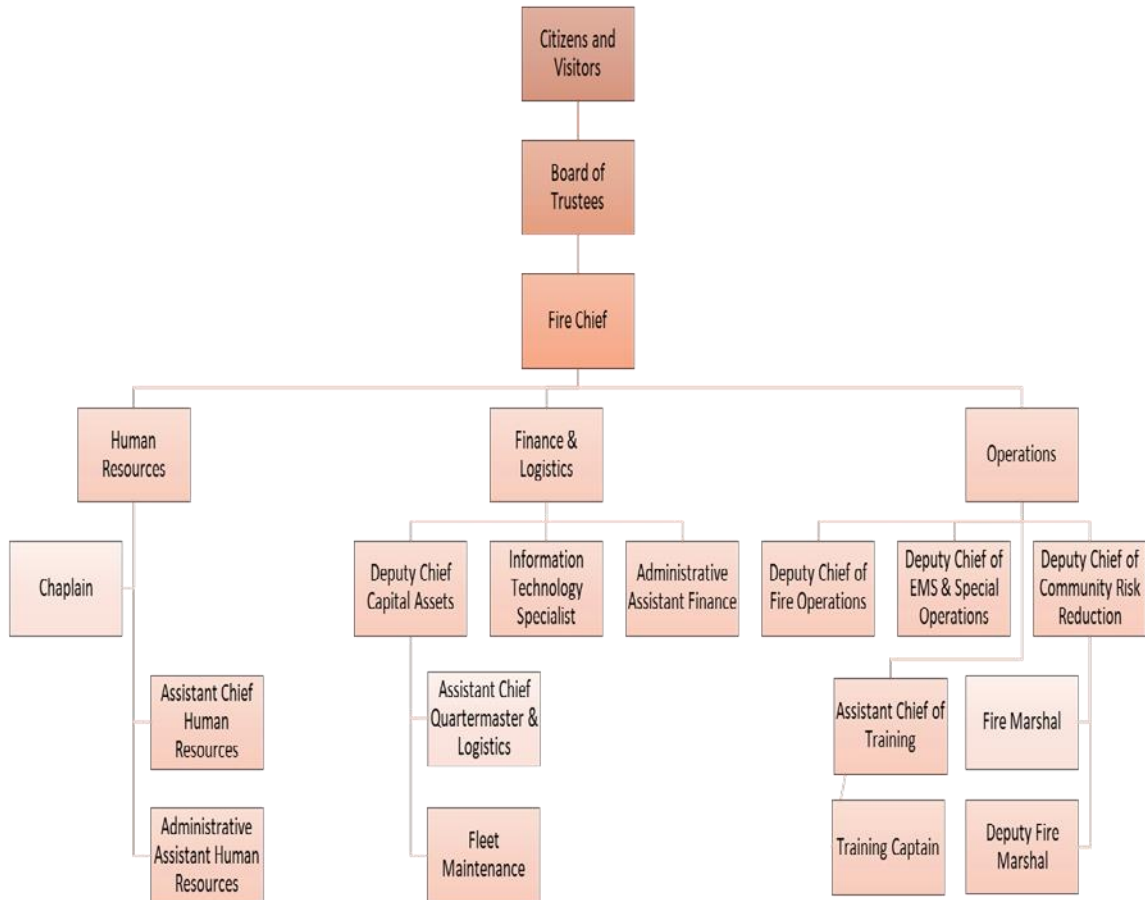 Citizens and
Visitors
Board of
Trustees
Fire Chief
Human
Resources
Finance &
Logistics
Operations
Chaplain
Deputy Chief
Capital Assets
Information
Technology
Specialist
Administrative
Assistant Finance
Deputy Chief of
Fire Operations
Deputy Chief of
EMS & Special
Operations
Deputy Chief of
Community Risk
Reduction
Assistant Chief
Human
Resources
Assistant Chief
Quartermaster &
Logistics
Assistant Chief of
Training
Fire Marshal
Administrative
Assistant Human
Resources
Fleet
Maintenance
Training Captain
Deputy Fire
Marshal